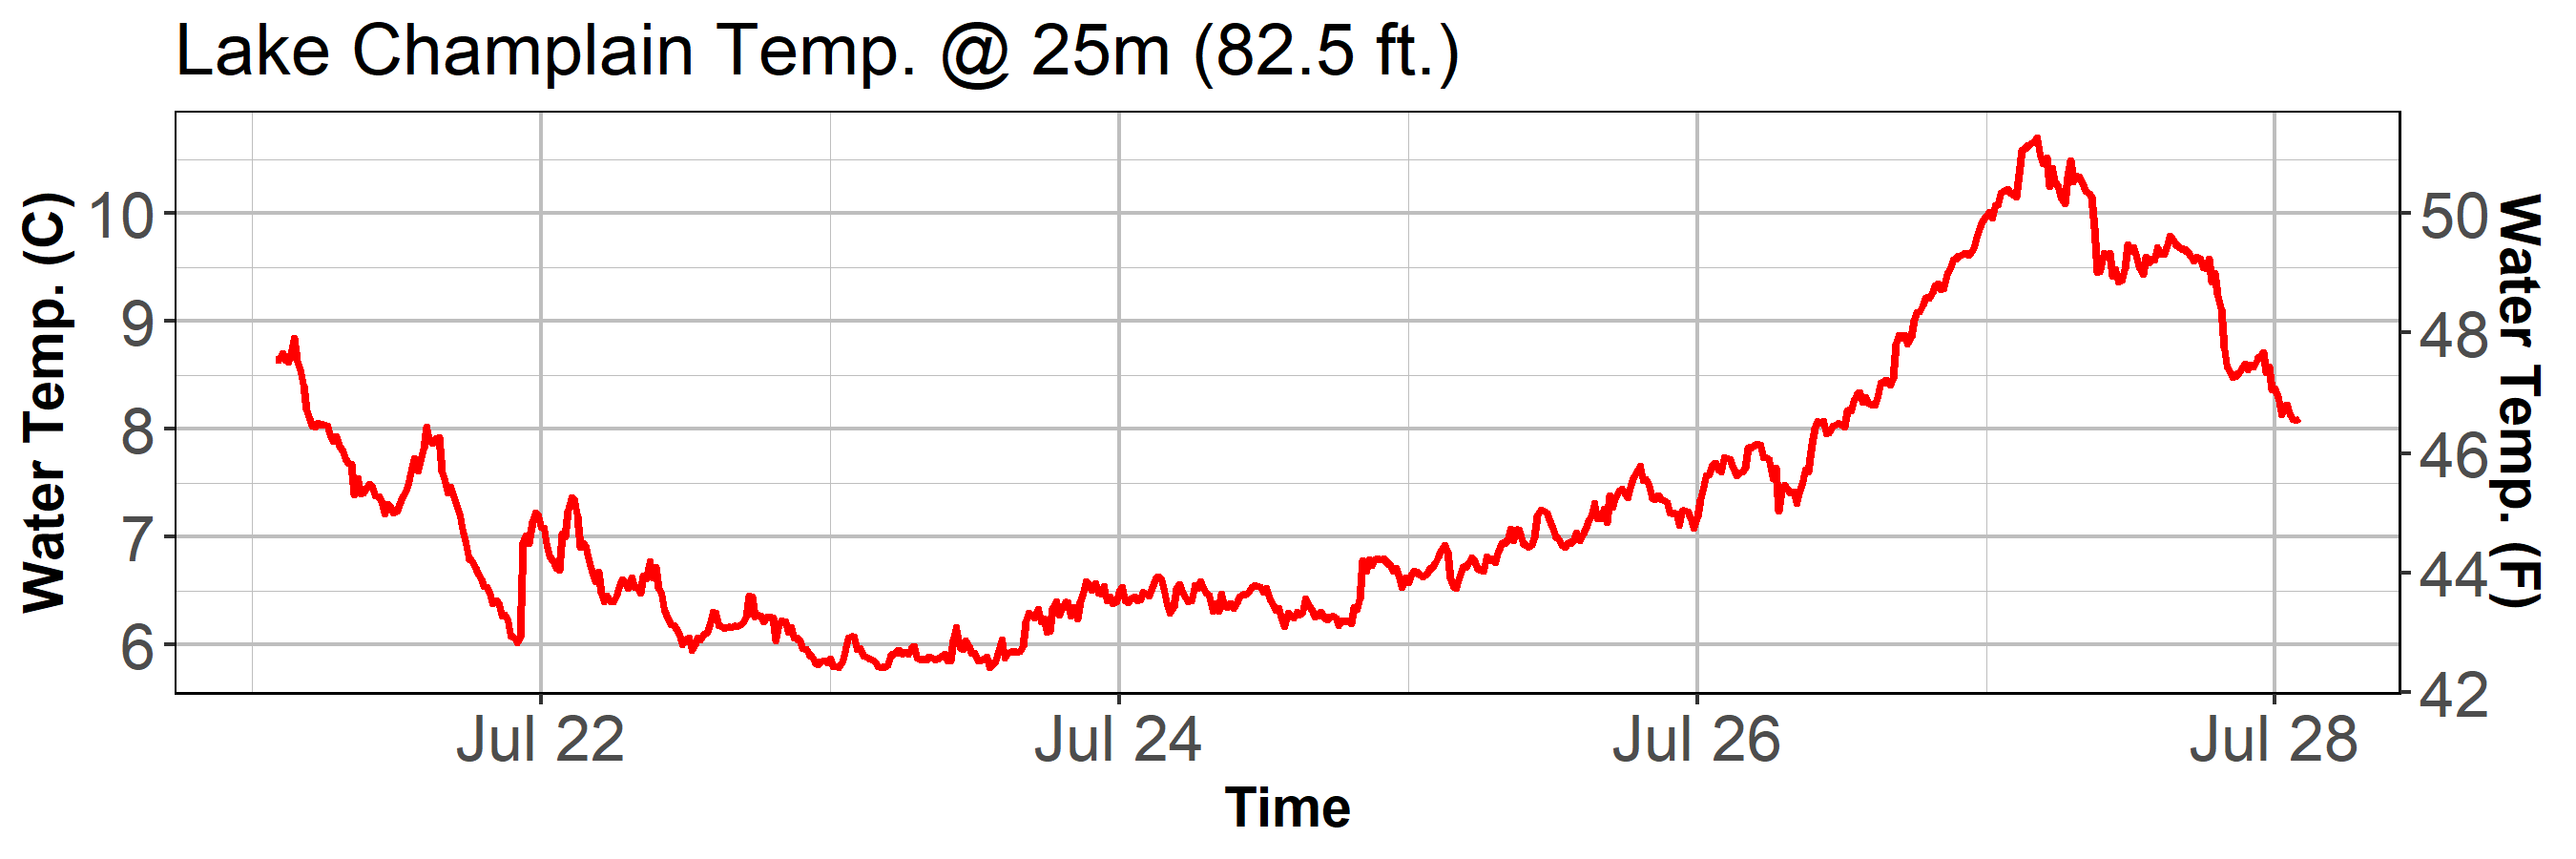 Lake Champlain Temp. @ 25m (82.5 ft.)
Water Temp. (C)
10
9
8
7
6
50
48
46
44
42
Water Temp. (F)
Jul 22
Jul 24
Jul 26
Jul 28
Time